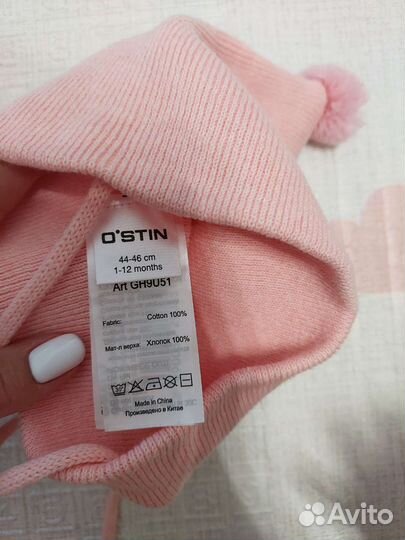 O'STIN
44-46 cm
1-12 months
Art GH9U51
Fabric: Cotton 100%
Мат-л верха: Хлопок 100%
Made in China
Произведено в Китае
Avito